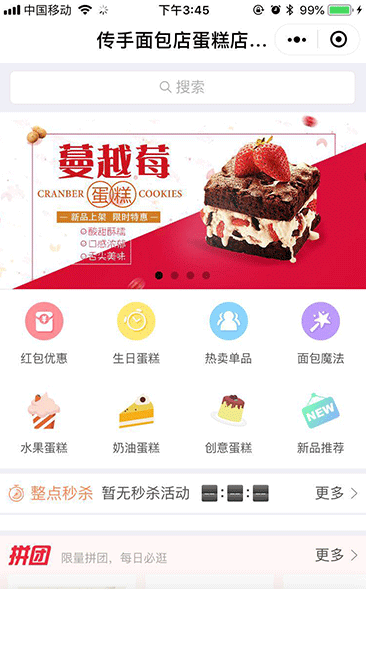 中国移动 下午3:45 99%
传手面包店蛋糕店...
搜索
蔓越莓
CRANBER 蛋糕 COOKIES
新品上架 限时特惠
酸甜酥糯
口感浓郁
舌尖美味
红包优惠 生日蛋糕 热卖单品 面包魔法
NEW
水果蛋糕 奶油蛋糕 创意蛋糕 新品推荐
整点秒杀 暂无秒杀活动 更多
拼团 限量拼团，每日必逛 更多